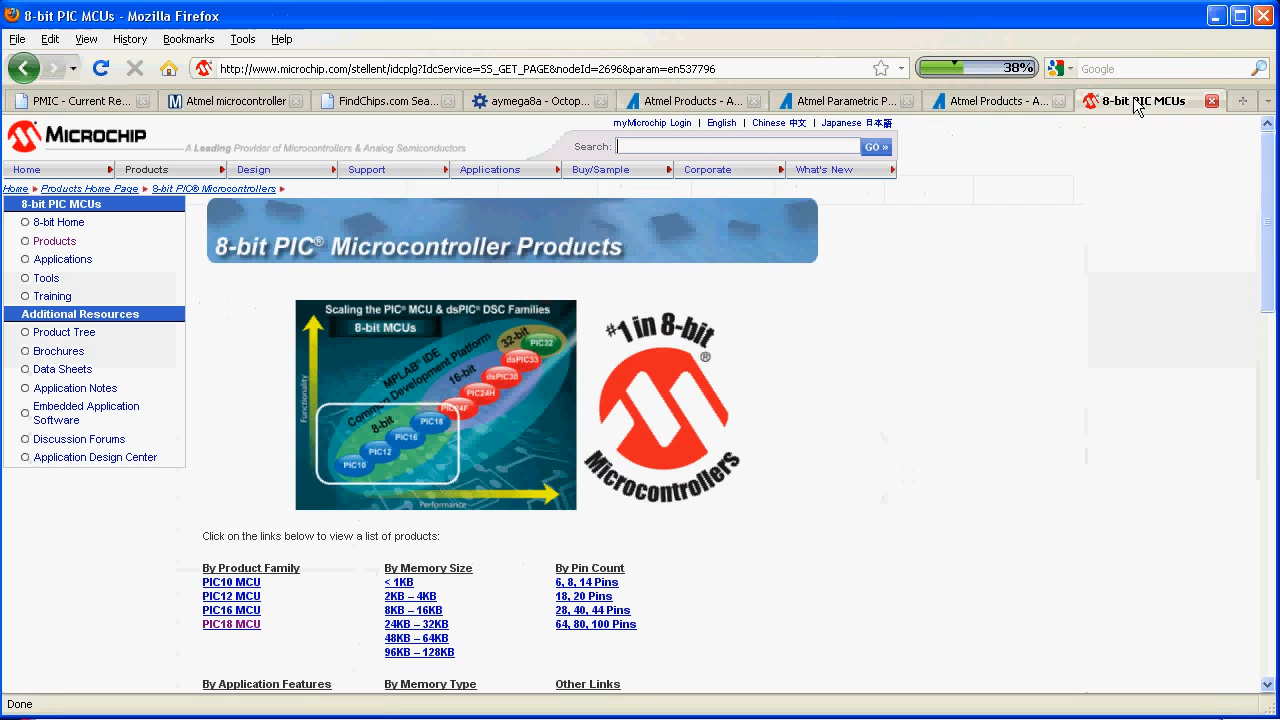 8-bit PIC MCUs - Mozilla Firefox
File Edit View History Bookmarks Tools Help
http://www.microchip.com/stellent/idcplg?IdcService=SS_GET_PAGE&nodeId=2696&param=en537796
38%
Google
PMIC - Current Re...
Atmel microcontroller
FindChips.com Sea...
aymega8a - Octop...
Atmel Products - A...
Atmel Parametric P...
Atmel Products - A...
8-bit PIC MCUs
myMicrochip Login | English | Chinese 中文 | Japanese 日本語
MICROCHIP
A Leading Provider of Microcontrollers & Analog Semiconductors
Search:
GO »
Home Products Design Support Applications Buy/Sample Corporate What's New
Home Products Home Page 8-bit PIC® Microcontrollers
8-bit PIC MCUs
8-bit Home
Products
Applications
Tools
Training
Additional Resources
Product Tree
Brochures
Data Sheets
Application Notes
Embedded Application
Software
Discussion Forums
Application Design Center
8-bit PIC® Microcontroller Products
Scaling the PIC® MCU & dsPIC® DSC Families
8-bit MCUs
Functionality
MPLAB® IDE
Common Development Platform
32-bit
PIC32
dsPIC33
16-bit
dsPIC30
PIC24H
PIC24F
8-bit
PIC18
PIC16
PIC12
PIC10
Performance
#1 in 8-bit
®
Microcontrollers
Click on the links below to view a list of products:
By Product Family
PIC10 MCU
PIC12 MCU
PIC16 MCU
PIC18 MCU
By Memory Size
< 1KB
2KB – 4KB
8KB – 16KB
24KB – 32KB
48KB – 64KB
96KB – 128KB
By Pin Count
6, 8, 14 Pins
18, 20 Pins
28, 40, 44 Pins
64, 80, 100 Pins
By Application Features By Memory Type Other Links
Done